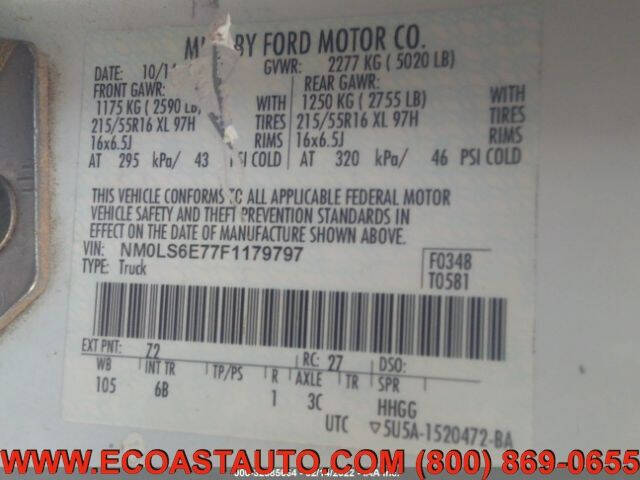 BY FORD MOTOR CO.
DATE: 10/1 GVWR: 2277 KG ( 5020 LB)
FRONT GAWR: REAR GAWR:
1175 KG ( 2590 LB) WITH 1250 KG ( 2755 LB) WITH
215/55R16 XL 97H TIRES 215/55R16 XL 97H TIRES
16x6.5J RIMS 16x6.5J RIMS
AT 295 kPa/ 43 PSI COLD AT 320 kPa/ 46 PSI COLD
THIS VEHICLE CONFORMS TO ALL APPLICABLE FEDERAL MOTOR
VEHICLE SAFETY AND THEFT PREVENTION STANDARDS IN
EFFECT ON THE DATE OF MANUFACTURE SHOWN ABOVE.
VIN: NM0LS6E77F1179797 F0348
TYPE: Truck T0581
EXT PNT: 72 RC: 27 DSO:
WB INT TR TP/PS R AXLE TR SPR
105 6B 1 3C HHGG
UTC ▽5U5A-1520472-BA
WWW.ECOASTAUTO.COM (800) 869-0655